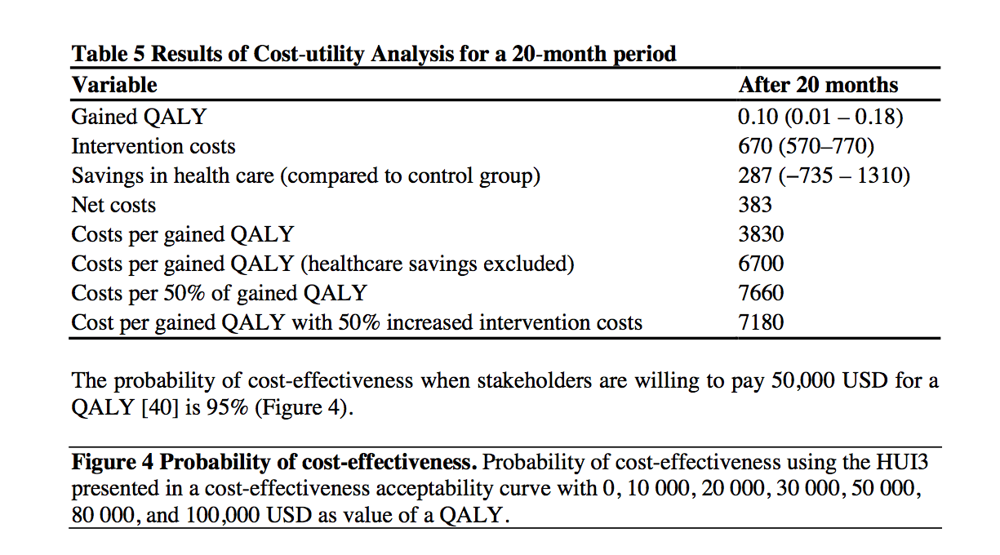 Table 5 Results of Cost-utility Analysis for a 20-month period
Variable After 20 months
Gained QALY 0.10 (0.01 – 0.18)
Intervention costs 670 (570–770)
Savings in health care (compared to control group) 287 (−735 – 1310)
Net costs 383
Costs per gained QALY 3830
Costs per gained QALY (healthcare savings excluded) 6700
Costs per 50% of gained QALY 7660
Cost per gained QALY with 50% increased intervention costs 7180
The probability of cost-effectiveness when stakeholders are willing to pay 50,000 USD for a
QALY [40] is 95% (Figure 4).
Figure 4 Probability of cost-effectiveness. Probability of cost-effectiveness using the HUI3
presented in a cost-effectiveness acceptability curve with 0, 10 000, 20 000, 30 000, 50 000,
80 000, and 100,000 USD as value of a QALY.